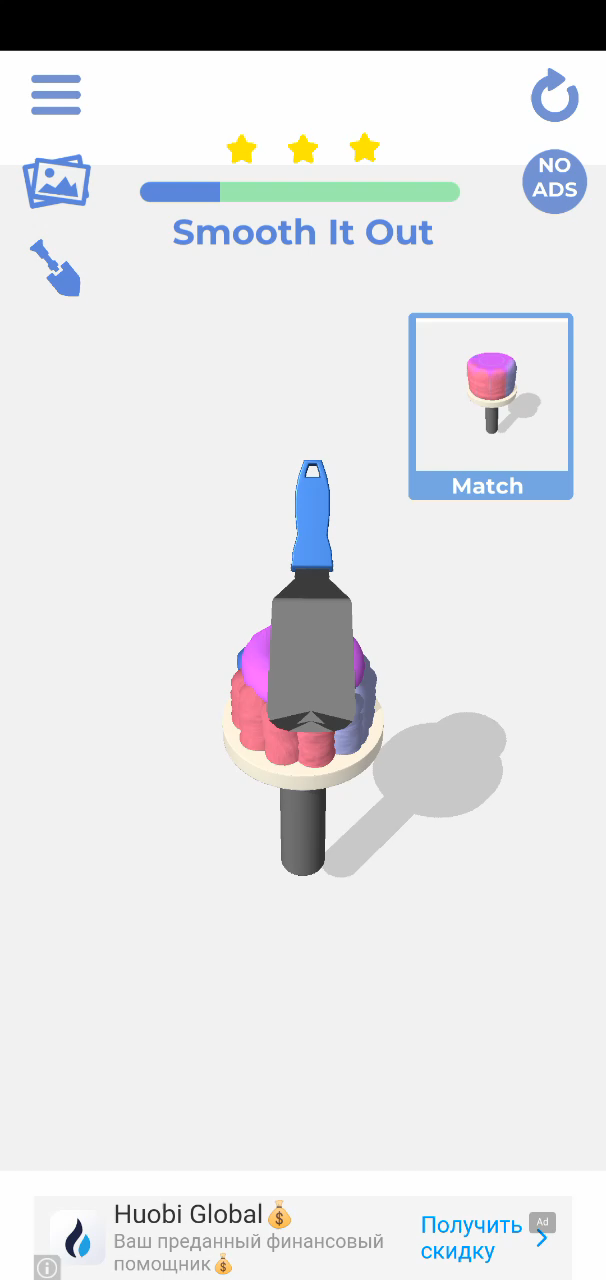 NO
ADS
Smooth It Out
Match
Huobi Global💰
Ваш преданный финансовый
помощник💰
Получить
скидку
Ad